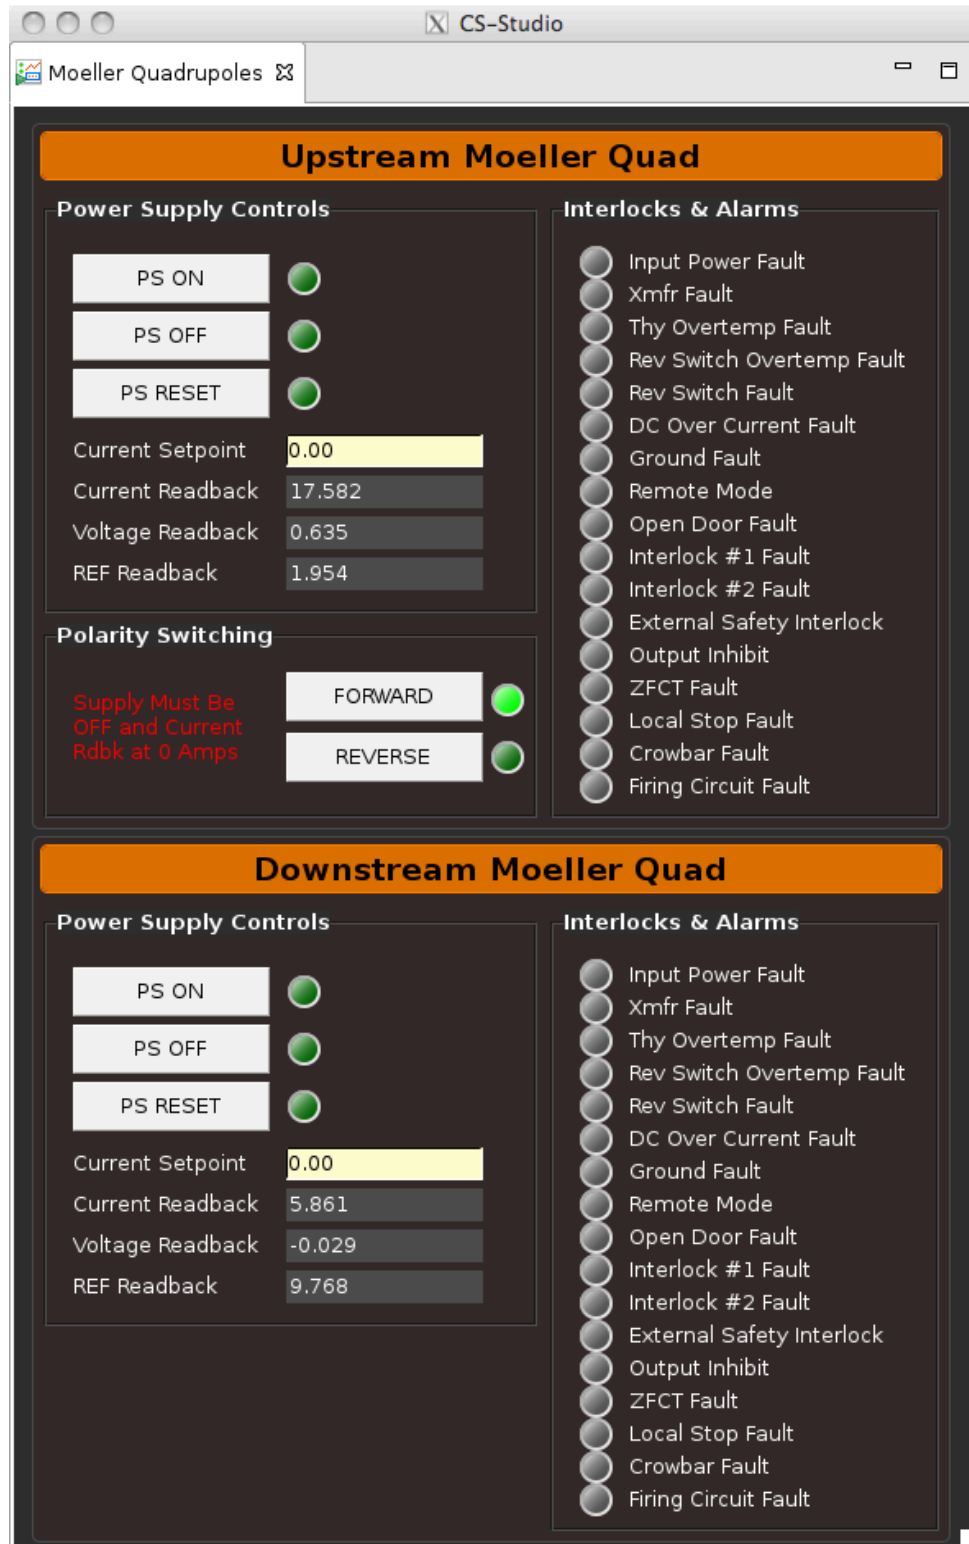 CS-Studio
Moeller Quadrupoles
Upstream Moeller Quad
Power Supply Controls
PS ON
PS OFF
PS RESET
Current Setpoint 0.00
Current Readback 17.582
Voltage Readback 0.635
REF Readback 1.954
Polarity Switching
Supply Must Be
OFF and Current
Rdbk at 0 Amps
FORWARD
REVERSE
Interlocks & Alarms
Input Power Fault
Xmfr Fault
Thy Overtemp Fault
Rev Switch Overtemp Fault
Rev Switch Fault
DC Over Current Fault
Ground Fault
Remote Mode
Open Door Fault
Interlock #1 Fault
Interlock #2 Fault
External Safety Interlock
Output Inhibit
ZFCT Fault
Local Stop Fault
Crowbar Fault
Firing Circuit Fault
Downstream Moeller Quad
Power Supply Controls
PS ON
PS OFF
PS RESET
Current Setpoint 0.00
Current Readback 5.861
Voltage Readback -0.029
REF Readback 9.768
Interlocks & Alarms
Input Power Fault
Xmfr Fault
Thy Overtemp Fault
Rev Switch Overtemp Fault
Rev Switch Fault
DC Over Current Fault
Ground Fault
Remote Mode
Open Door Fault
Interlock #1 Fault
Interlock #2 Fault
External Safety Interlock
Output Inhibit
ZFCT Fault
Local Stop Fault
Crowbar Fault
Firing Circuit Fault